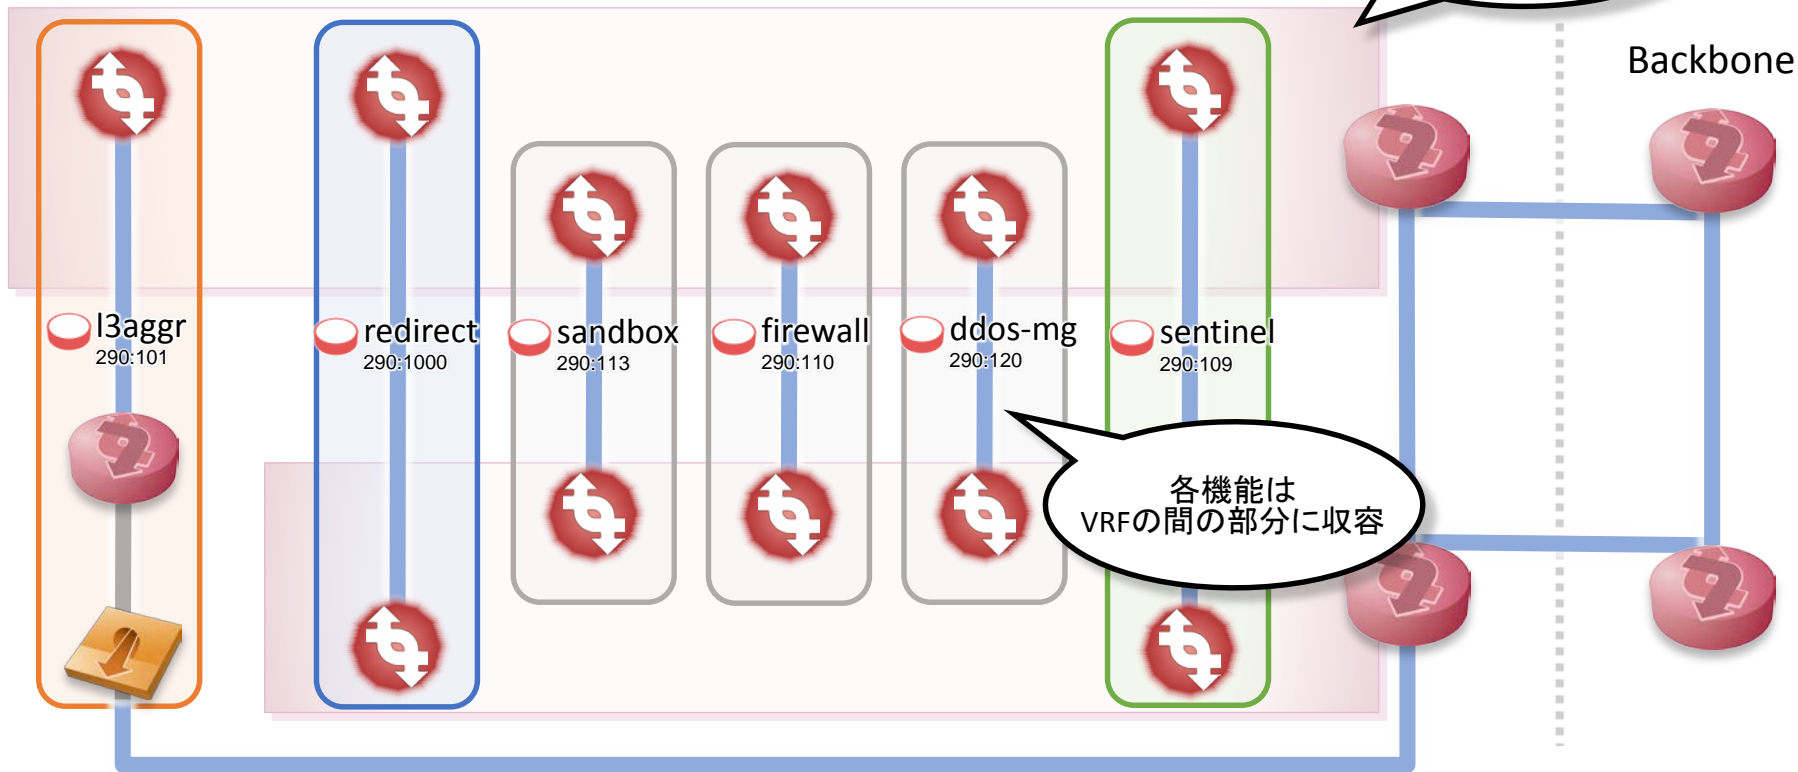 Backbone
l3aggr
290:101
redirect
290:1000
sandbox
290:113
firewall
290:110
ddos-mg
290:120
sentinel
290:109
各機能は
VRFの間の部分に収容